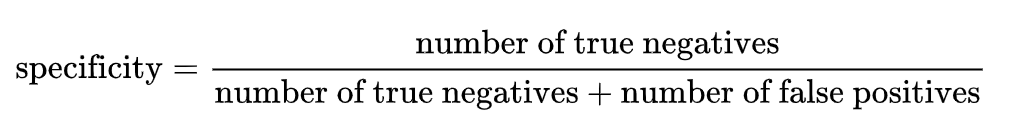 specificity = number of true negatives
number of true negatives + number of false positives